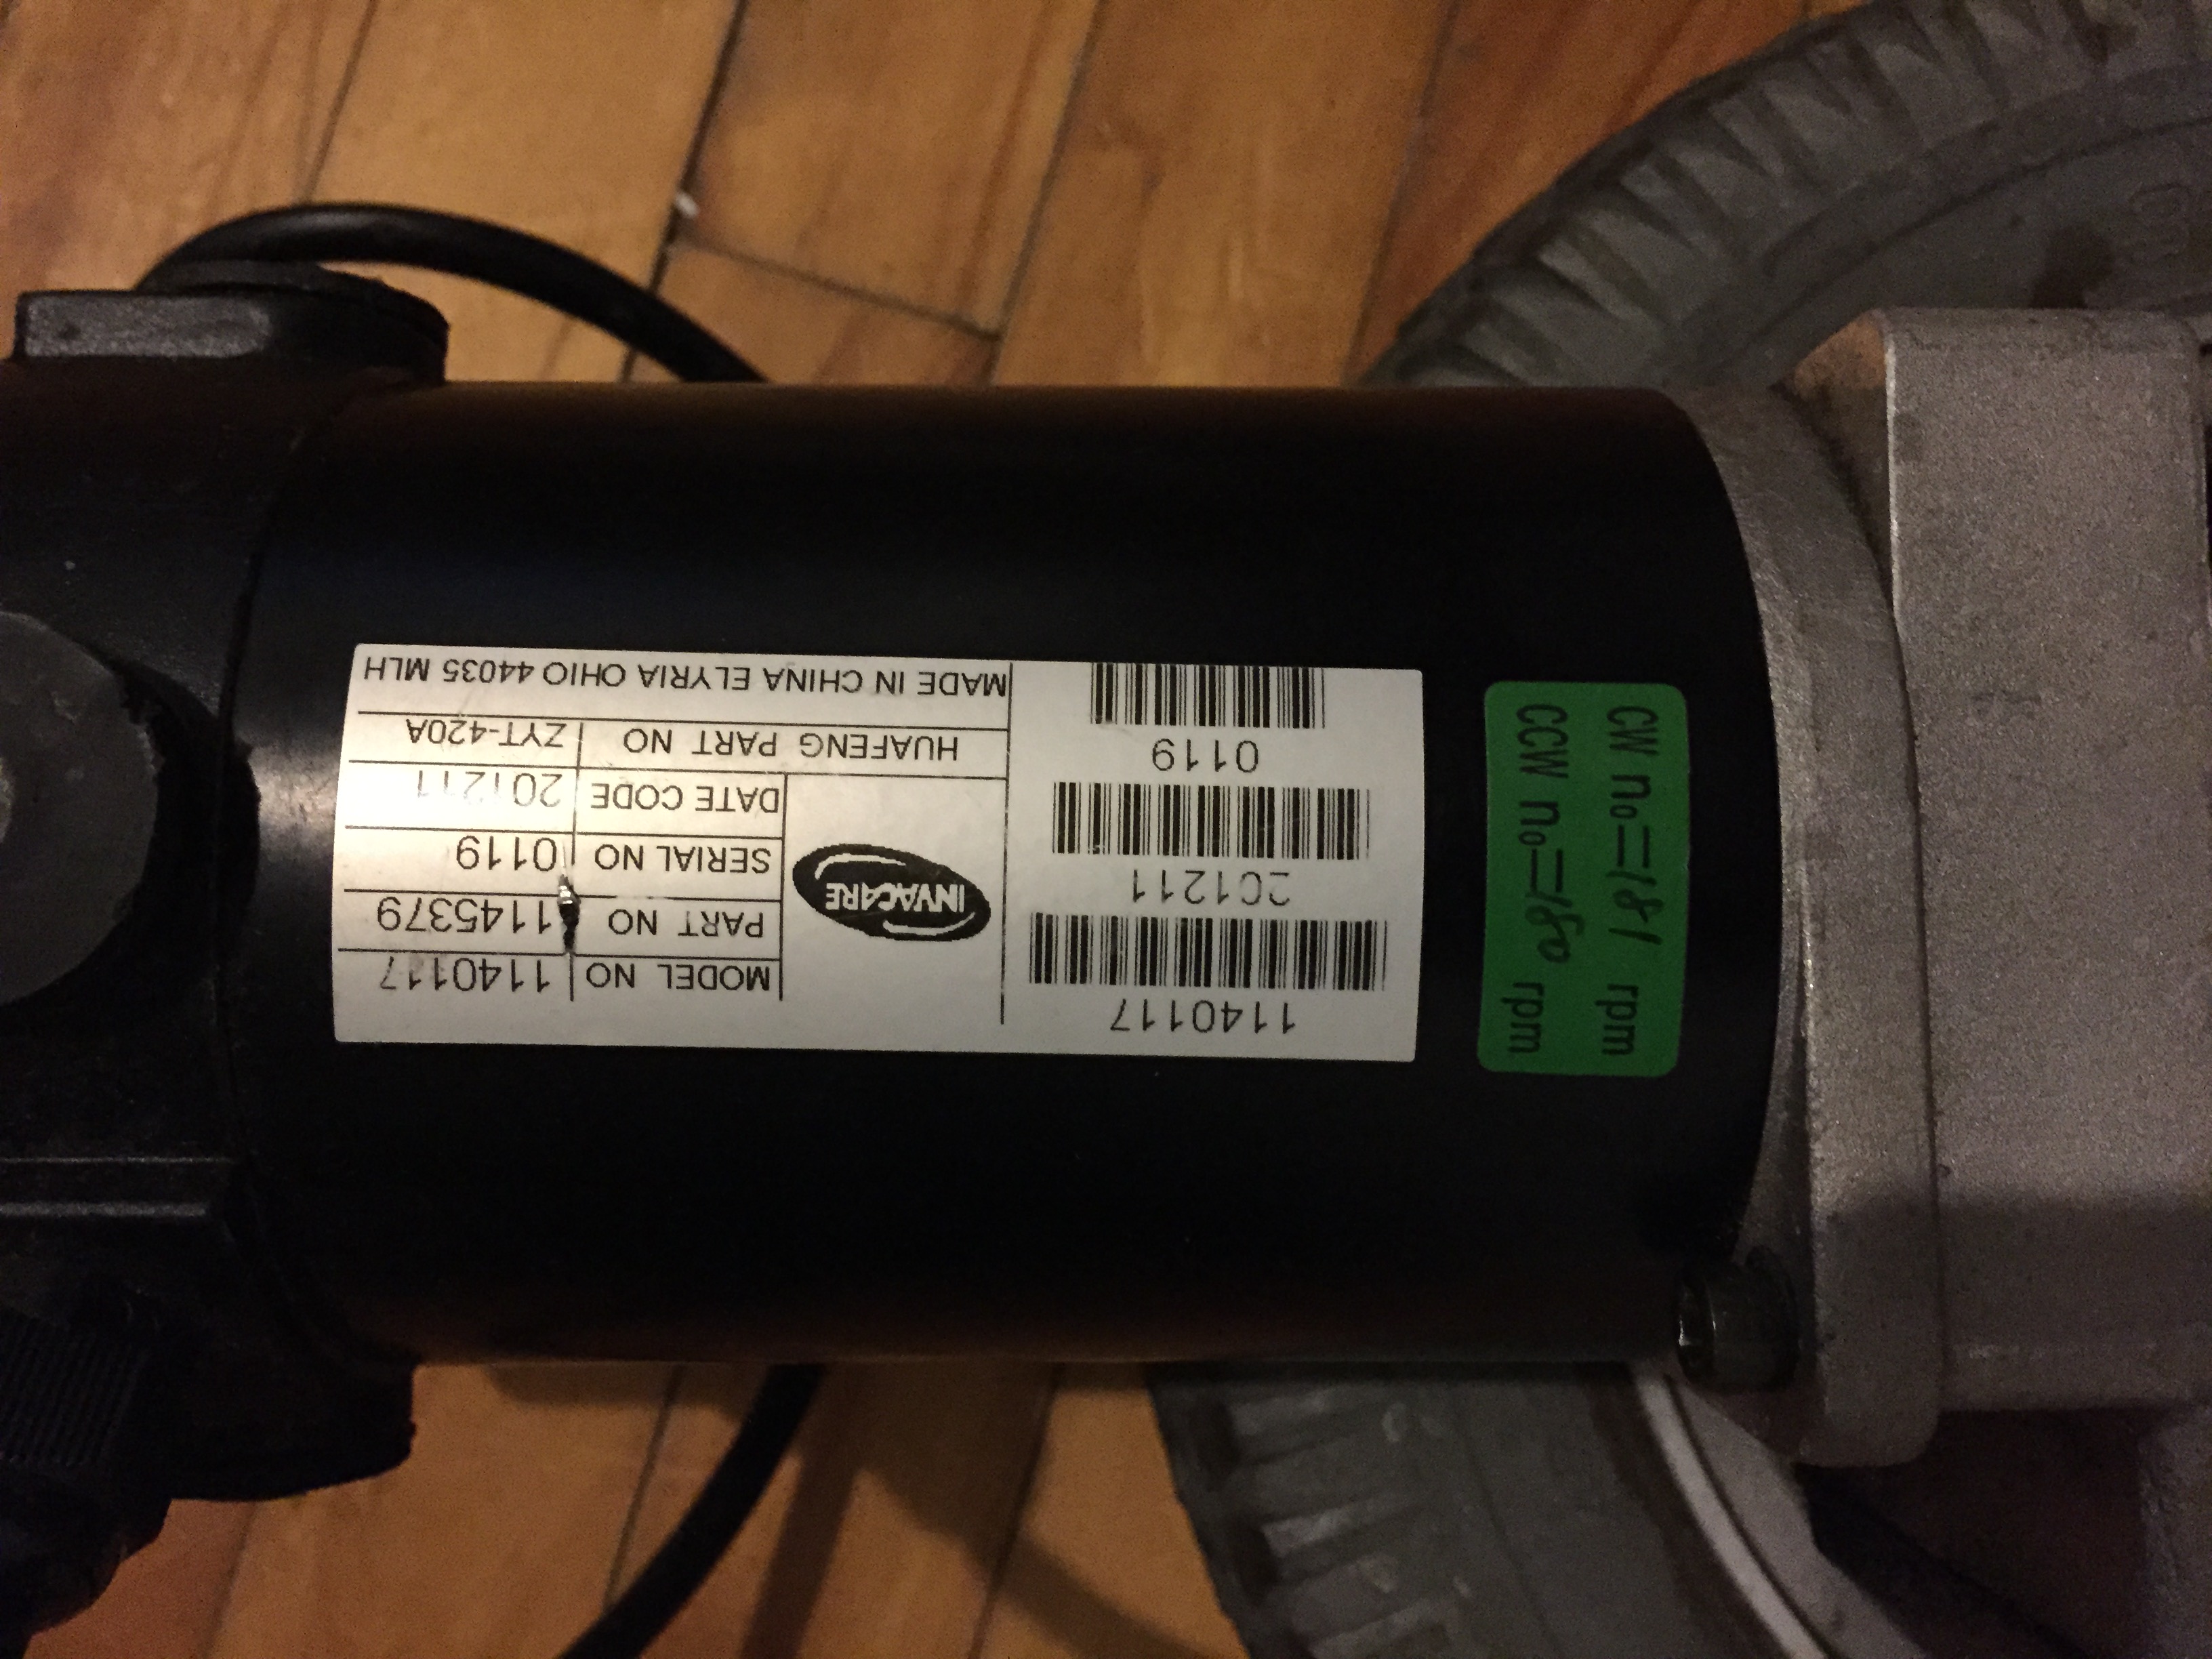 1140117
201211
0119
INVACARE
MODEL NO 1140117
PART NO 1145379
SERIAL NO 0119
DATE CODE 201211
HUAFENG PART NO ZYT-420A
MADE IN CHINA ELYRIA OHIO 44035 MLH
CW n₀=181 rpm
CCW n₀=180 rpm